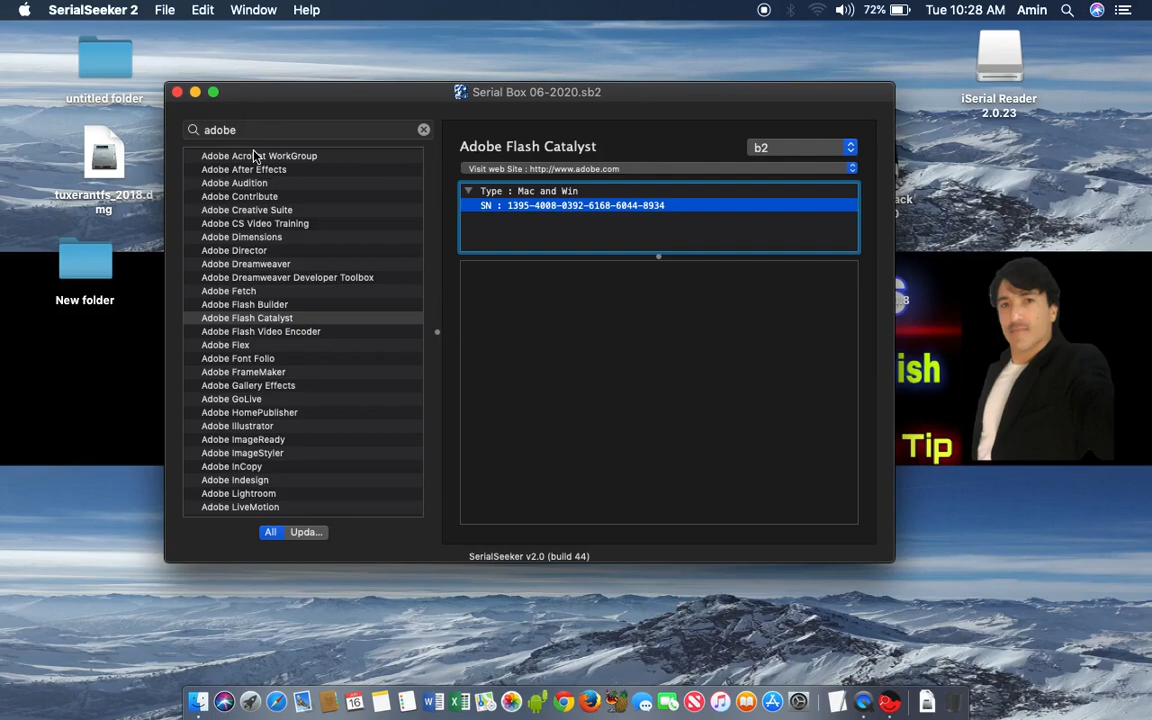 SerialSeeker 2 File Edit Window Help
72% Tue 10:28 AM Amin
untitled folder
tuxerantfs_2018.d
mg
New folder
iSerial Reader
2.0.23
Serial Box 06-2020.sb2
adobe
Adobe Acrobat WorkGroup
Adobe After Effects
Adobe Audition
Adobe Contribute
Adobe Creative Suite
Adobe CS Video Training
Adobe Dimensions
Adobe Director
Adobe Dreamweaver
Adobe Dreamweaver Developer Toolbox
Adobe Fetch
Adobe Flash Builder
Adobe Flash Catalyst
Adobe Flash Video Encoder
Adobe Flex
Adobe Font Folio
Adobe FrameMaker
Adobe Gallery Effects
Adobe GoLive
Adobe HomePublisher
Adobe Illustrator
Adobe ImageReady
Adobe ImageStyler
Adobe InCopy
Adobe Indesign
Adobe Lightroom
Adobe LiveMotion
All Upda...
Adobe Flash Catalyst
b2
Visit web Site : http://www.adobe.com
Type : Mac and Win
SN : 1395-4008-0392-6168-6044-8934
SerialSeeker v2.0 (build 44)
ack
S
.8
ish
Tip